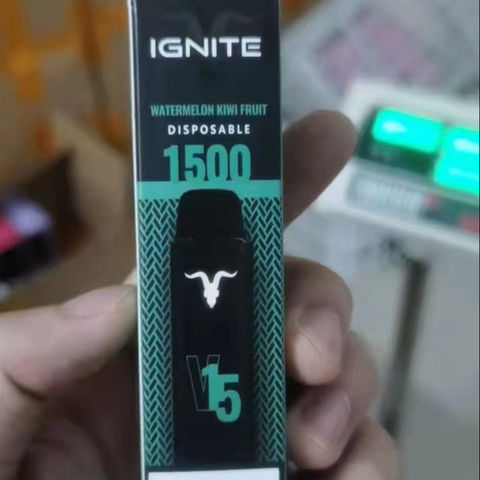 IGNITE
WATERMELON KIWI FRUIT
DISPOSABLE
1500
V15